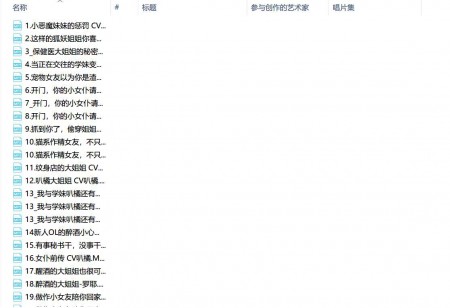 名称 # 标题 参与创作的艺术家 唱片集
1.小恶魔妹妹的惩罚 CV...
2.这样的狐妖姐姐你喜...
3_保健医大姐姐的秘密...
4.当正在交往的学妹变...
5.宠物女友以为你是渣...
6.开门，你的小女仆请...
7_开门，你的小女仆请...
8.开门，你的小女仆请...
9.抓到你了，偷穿姐姐...
10.猫系作精女友，不只...
10.猫系作精女友，不只...
11.纹身店的大姐姐 CV...
12.叭橘大姐姐 CV叭橘...
13_我与学妹叭橘还有...
13_我与学妹叭橘还有...
13_我与学妹叭橘还有...
14新人OL的醉酒小心...
15.有事秘书干，没事干...
16.女仆前传 CV叭橘.M...
17.醒酒的大姐姐也很可...
18.醉酒的大姐姐-罗耶...
19.做作小女友陪你回家...